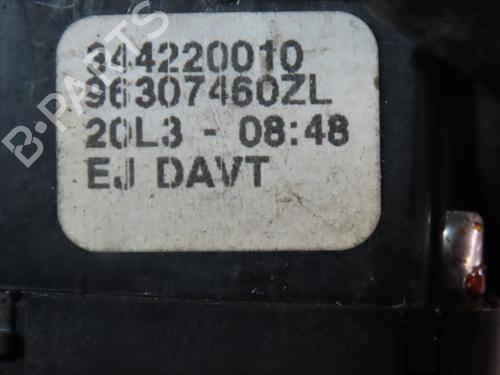 344220010
96307460ZL
20L3 - 08:48
EJ DAVT
B-PARTS